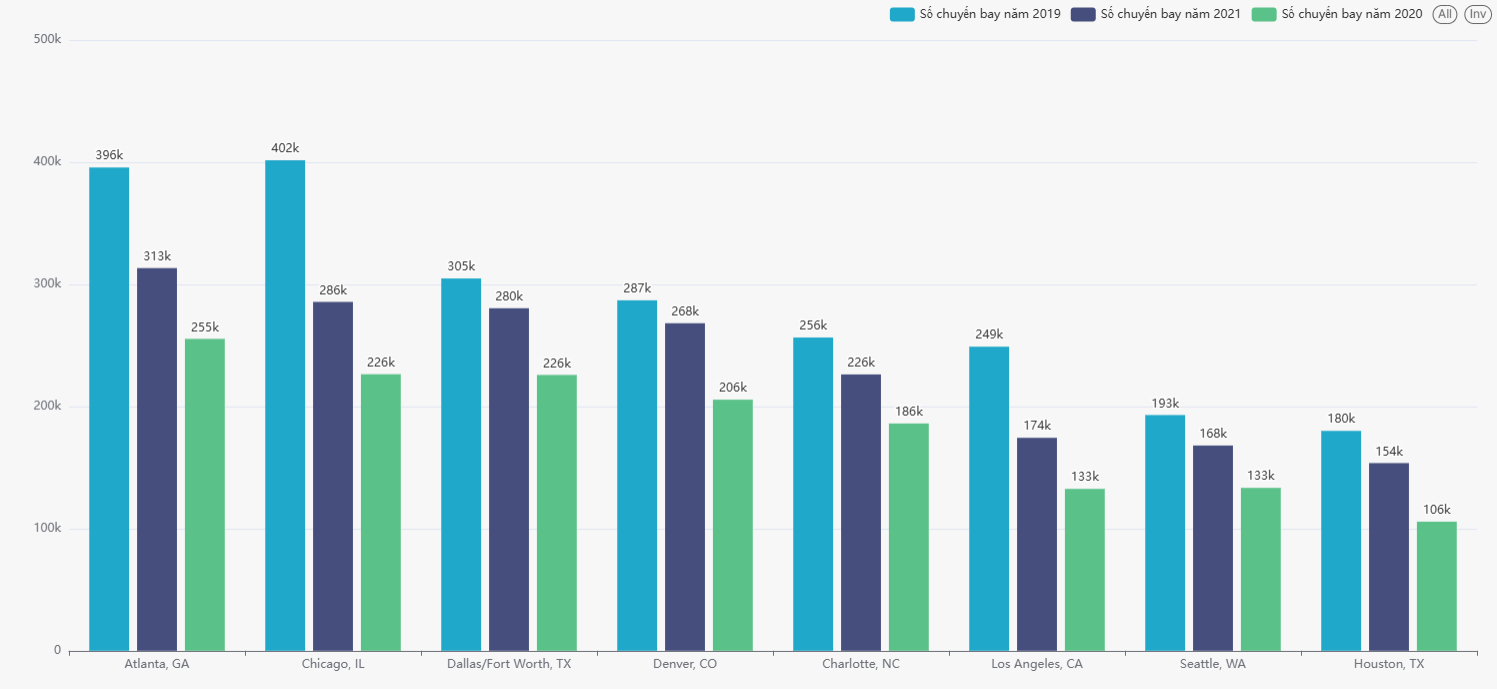 Số chuyến bay năm 2019 Số chuyến bay năm 2021 Số chuyến bay năm 2020 All Inv
500k
400k
300k
200k
100k
0
396k 313k 255k
402k 286k 226k
305k 280k 226k
287k 268k 206k
256k 226k 186k
249k 174k 133k
193k 168k 133k
180k 154k 106k
Atlanta, GA Chicago, IL Dallas/Fort Worth, TX Denver, CO Charlotte, NC Los Angeles, CA Seattle, WA Houston, TX